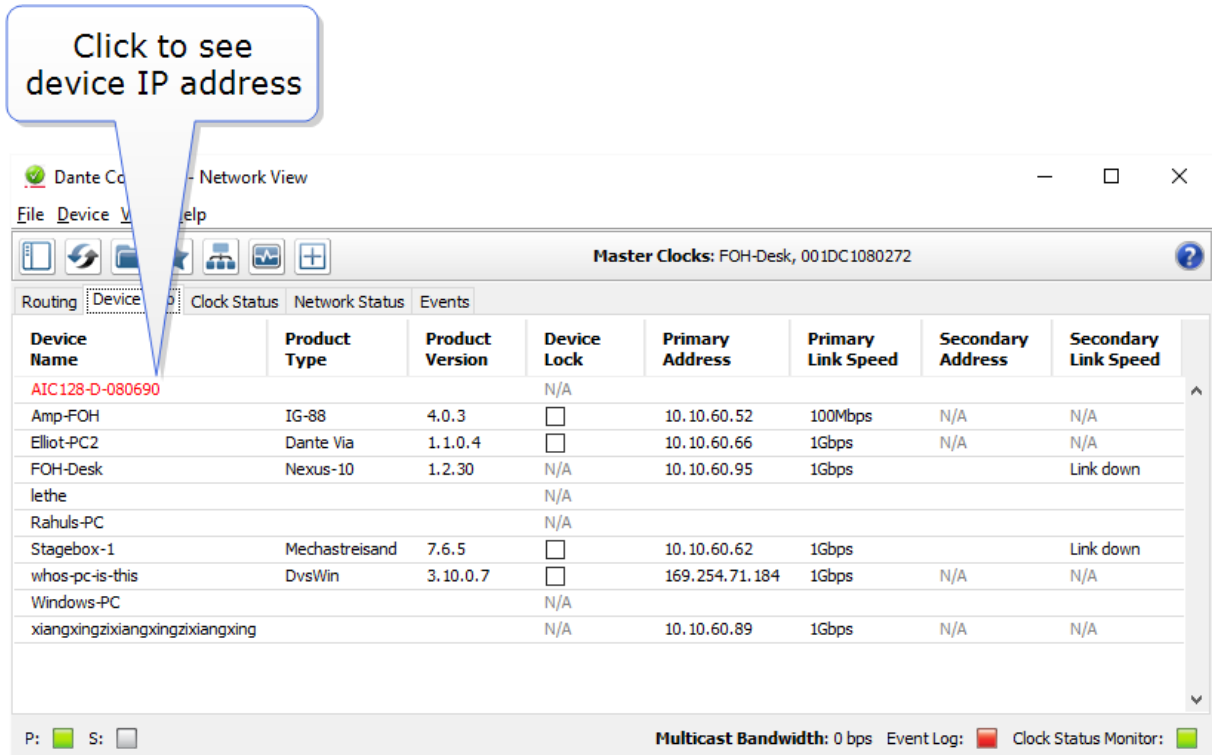 Click to see
device IP address
Dante Co - Network View
File Device V elp
Master Clocks: FOH-Desk, 001DC1080272 ?
Routing Device o Clock Status Network Status Events
Device Name Product Type Product Version Device Lock Primary Address Primary Link Speed Secondary Address Secondary Link Speed
AIC128-D-080690 N/A
Amp-FOH IG-88 4.0.3 10.10.60.52 100Mbps N/A N/A
Elliot-PC2 Dante Via 1.1.0.4 10.10.60.66 1Gbps N/A N/A
FOH-Desk Nexus-10 1.2.30 N/A 10.10.60.95 1Gbps Link down
lethe N/A
Rahuls-PC N/A
Stagebox-1 Mechastreisand 7.6.5 10.10.60.62 1Gbps Link down
whos-pc-is-this DvsWin 3.10.0.7 169.254.71.184 1Gbps N/A N/A
Windows-PC N/A
xiangxingzixiangxingzixiangxing N/A 10.10.60.89 1Gbps N/A N/A
P: S: Multicast Bandwidth: 0 bps Event Log: Clock Status Monitor: